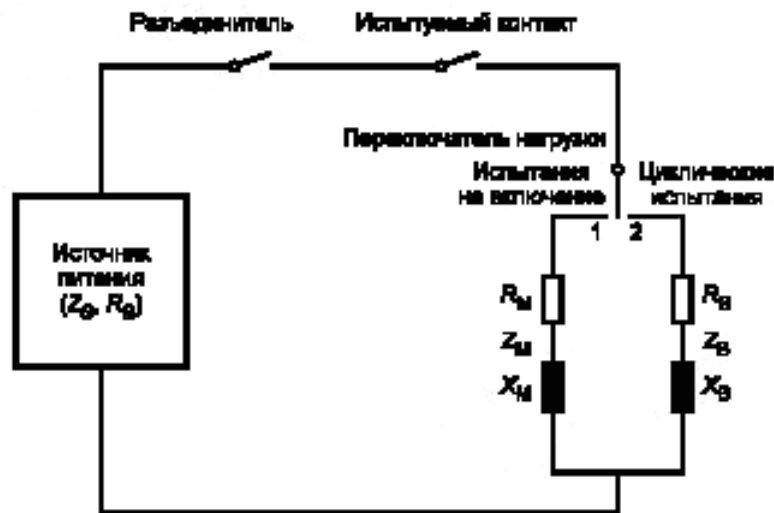 Разъединитель
Испытуемый контакт
Переключатель нагрузки
Испытания
на включение
Циклические
испытания
1
2
Источник
питания
(Z_S, R_S)
R_M
R_B
Z_M
Z_B
X_M
X_B